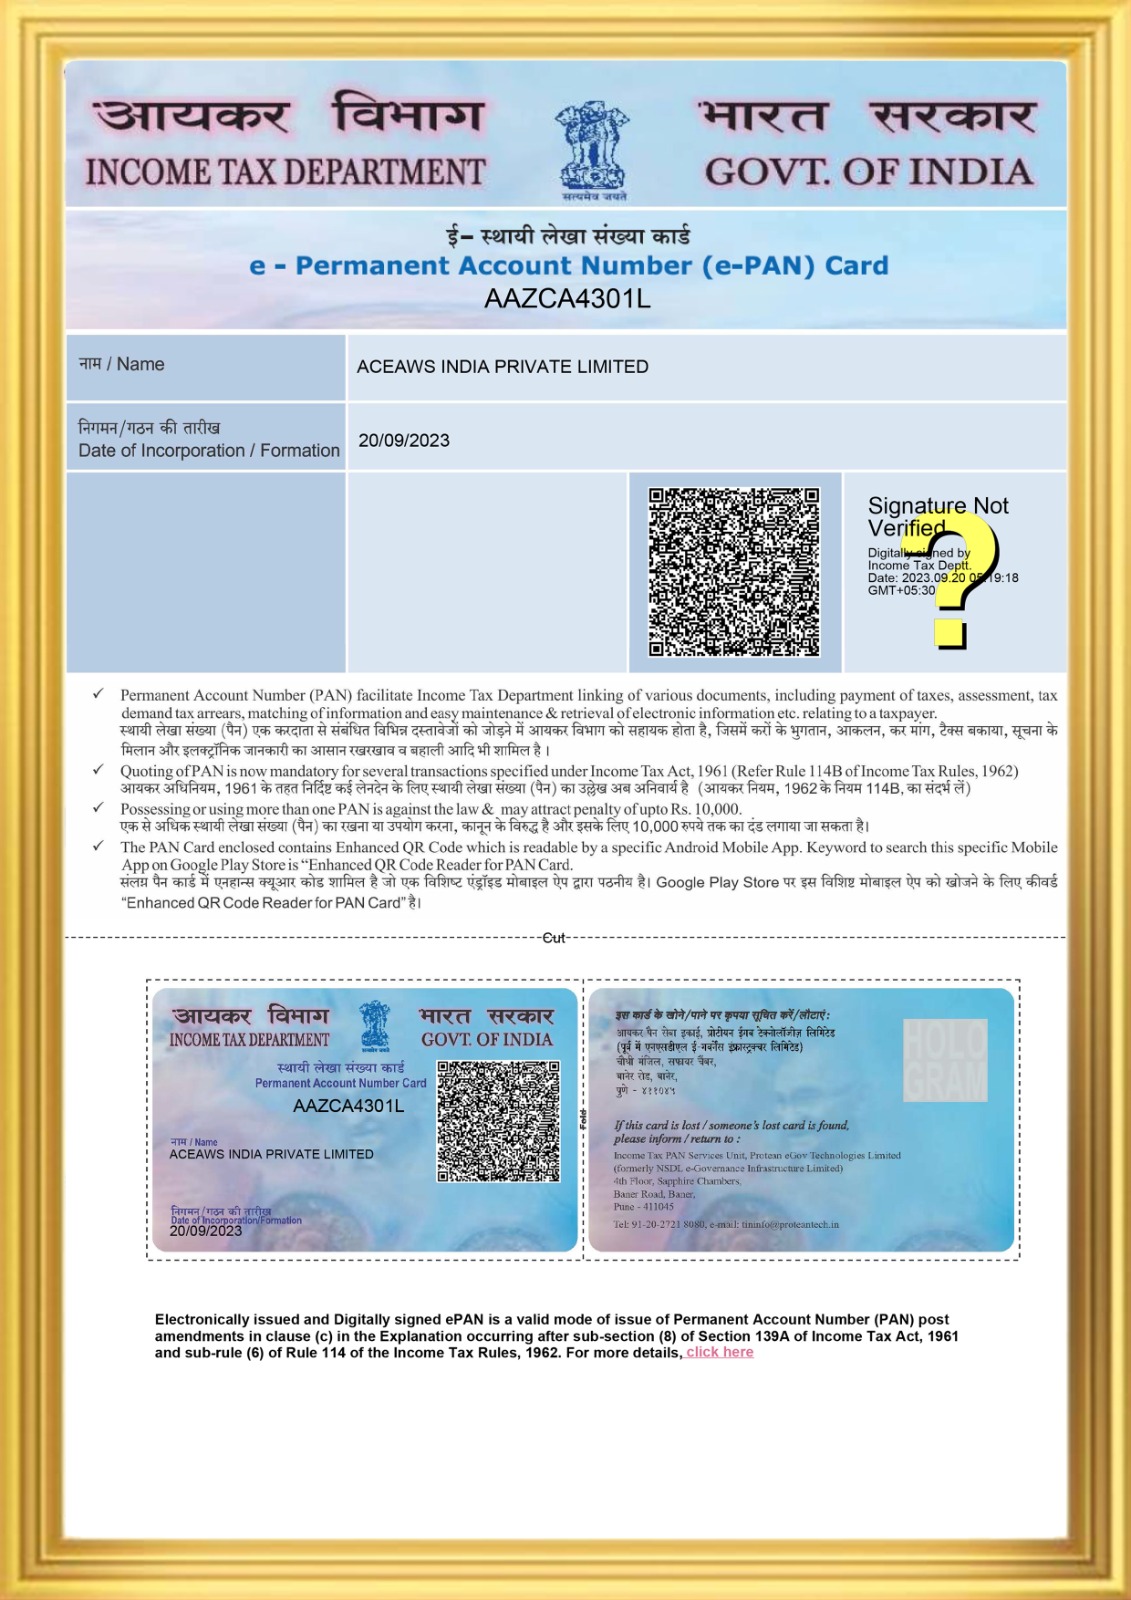 आयकर विभाग
INCOME TAX DEPARTMENT
सत्यमेव जयते
भारत सरकार
GOVT. OF INDIA
ई- स्थायी लेखा संख्या कार्ड
e - Permanent Account Number (e-PAN) Card
AAZCA4301L
नाम / Name
ACEAWS INDIA PRIVATE LIMITED
निगमन/गठन की तारीख
Date of Incorporation / Formation
20/09/2023
Signature Not
Verified
Digitally signed by
Income Tax Deptt.
Date: 2023.09.20 05:19:18
GMT+05:30
✓ Permanent Account Number (PAN) facilitate Income Tax Department linking of various documents, including payment of taxes, assessment, tax
demand tax arrears, matching of information and easy maintenance & retrieval of electronic information etc. relating to a taxpayer.
स्थायी लेखा संख्या (पैन) एक करदाता से संबंधित विभिन्न दस्तावेजों को जोड़ने में आयकर विभाग को सहायक होता है, जिसमें करों के भुगतान, आकलन, कर मांग, टैक्स बकाया, सूचना के
मिलान और इलक्ट्रॉनिक जानकारी का आसान रखरखाव व बहाली आदि भी शामिल है ।
✓ Quoting of PAN is now mandatory for several transactions specified under Income Tax Act, 1961 (Refer Rule 114B of Income Tax Rules, 1962)
आयकर अधिनियम, 1961 के तहत निर्दिष्ट कई लेनदेन के लिए स्थायी लेखा संख्या (पैन) का उल्लेख अब अनिवार्य है (आयकर नियम, 1962 के नियम 114B, का संदर्भ लें)
✓ Possessing or using more than one PAN is against the law & may attract penalty of upto Rs. 10,000.
एक से अधिक स्थायी लेखा संख्या (पैन) का रखना या उपयोग करना, कानून के विरुद्ध है और इसके लिए 10,000 रुपये तक का दंड लगाया जा सकता है।
✓ The PAN Card enclosed contains Enhanced QR Code which is readable by a specific Android Mobile App. Keyword to search this specific Mobile
App on Google Play Store is “Enhanced QR Code Reader for PAN Card.
संलग्न पैन कार्ड में एनहान्स क्यूआर कोड शामिल है जो एक विशिष्ट एंड्रॉइड मोबाइल ऐप द्वारा पठनीय है। Google Play Store पर इस विशिष्ट मोबाइल ऐप को खोजने के लिए कीवर्ड
“Enhanced QR Code Reader for PAN Card” है।
Cut
आयकर विभाग
INCOME TAX DEPARTMENT
सत्यमेव जयते
भारत सरकार
GOVT. OF INDIA
स्थायी लेखा संख्या कार्ड
Permanent Account Number Card
AAZCA4301L
नाम / Name
ACEAWS INDIA PRIVATE LIMITED
निगमन/गठन की तारीख
Date of Incorporation/Formation
20/09/2023
Fold
इस कार्ड के खोने/पाने पर कृपया सूचित करें/लौटाएं :
आयकर पैन सेवा इकाई, प्रोटीयन ईगव टेक्नोलॉजीज़ लिमिटेड
(पूर्व में एनएसडीएल ई-गवर्नेंस इंफ्रास्ट्रक्चर लिमिटेड)
चौथी मंजिल, सफायर चैंबर,
बानेर रोड, बानेर,
पुणे - ४११०४५
HOLO
GRAM
If this card is lost / someone's lost card is found,
please inform / return to :
Income Tax PAN Services Unit, Protean eGov Technologies Limited
(formerly NSDL e-Governance Infrastructure Limited)
4th Floor, Sapphire Chambers,
Baner Road, Baner,
Pune - 411045
Tel: 91-20-2721 8080, e-mail: tininfo@proteantech.in
Electronically issued and Digitally signed ePAN is a valid mode of issue of Permanent Account Number (PAN) post
amendments in clause (c) in the Explanation occurring after sub-section (8) of Section 139A of Income Tax Act, 1961
and sub-rule (6) of Rule 114 of the Income Tax Rules, 1962. For more details, click here